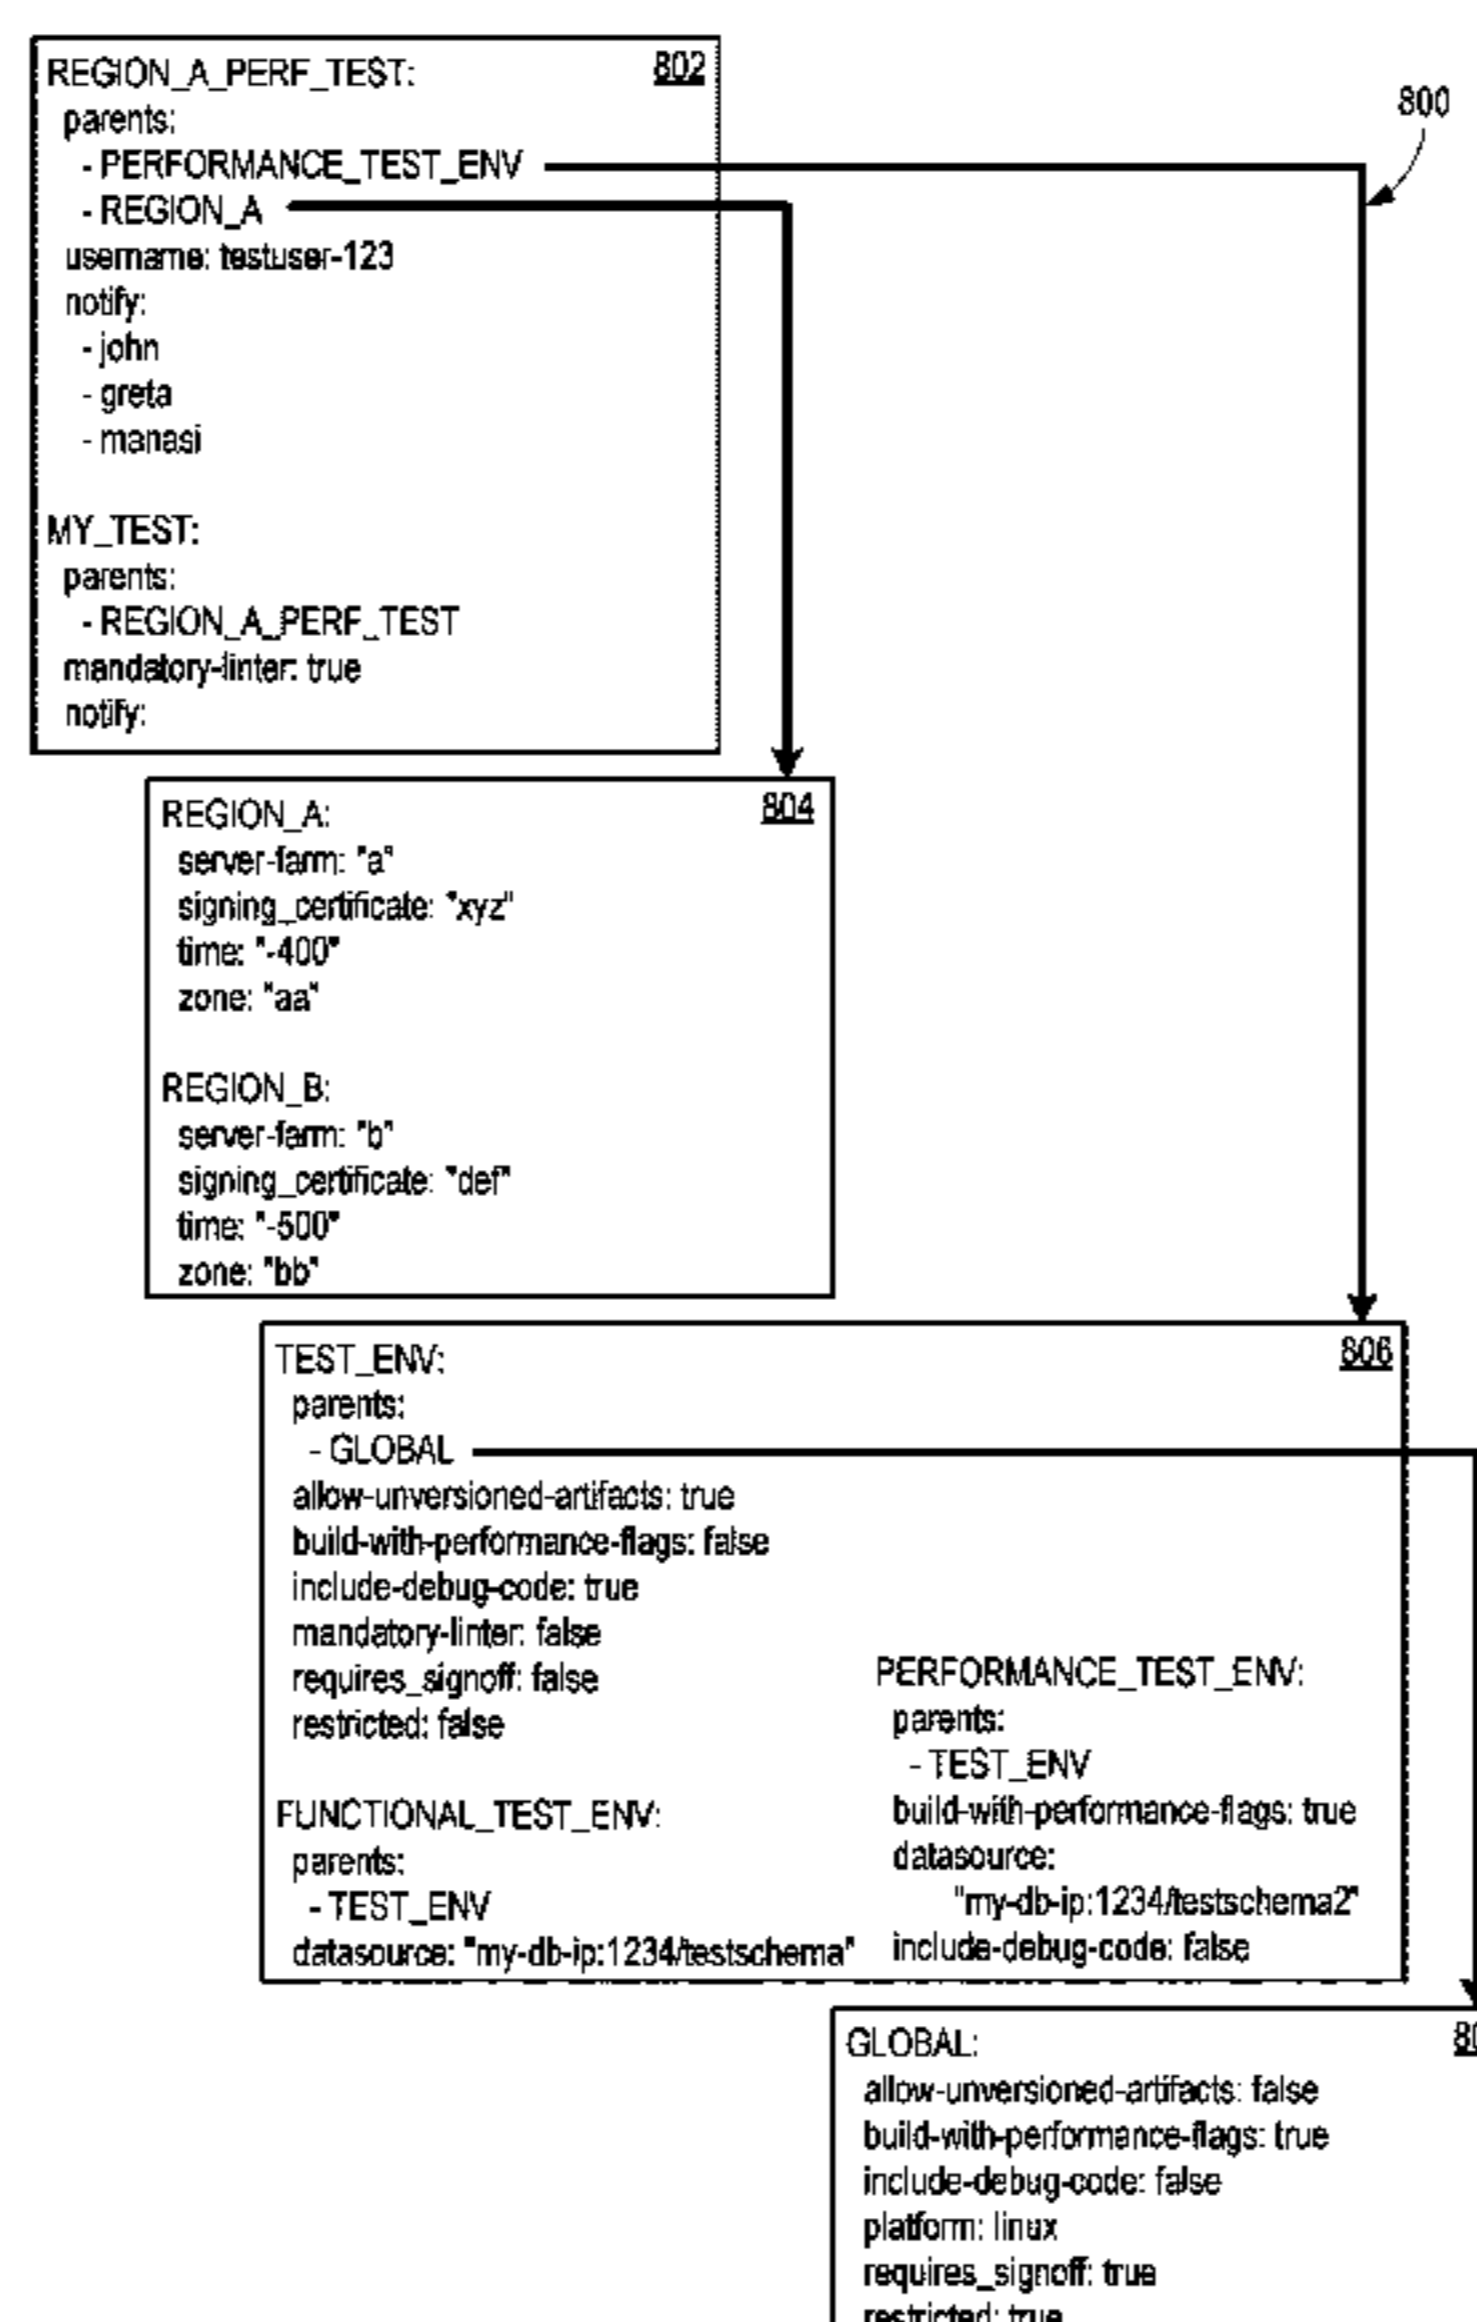 802
REGION_A_PERF_TEST:
parents:
- PERFORMANCE_TEST_ENV
- REGION_A
username: testuser-123
notify:
- john
- greta
- manasi
MY_TEST:
parents:
- REGION_A_PERF_TEST
mandatory-linter: true
notify:
800
804
REGION_A:
server-farm: "a"
signing_certificate: "xyz"
time: "-400"
zone: "aa"
REGION_B:
server-farm: "b"
signing_certificate: "def"
time: "-500"
zone: "bb"
806
TEST_ENV:
parents:
- GLOBAL
allow-unversioned-artifacts: true
build-with-performance-flags: false
include-debug-code: true
mandatory-linter: false
requires_signoff: false
restricted: false
FUNCTIONAL_TEST_ENV:
parents:
- TEST_ENV
datasource: "my-db-ip:1234/testschema"
PERFORMANCE_TEST_ENV:
parents:
- TEST_ENV
build-with-performance-flags: true
datasource:
"my-db-ip:1234/testschema2"
include-debug-code: false
GLOBAL:
allow-unversioned-artifacts: false
build-with-performance-flags: true
include-debug-code: false
platform: linux
requires_signoff: true
restricted: true